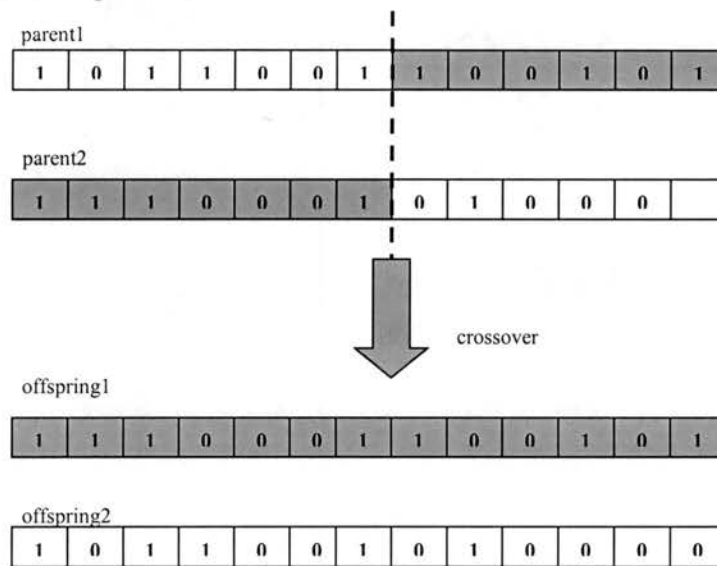 parent1
1 0 1 1 0 0 1 1 0 0 1 0 1
parent2
1 1 1 0 0 0 1 0 1 0 0 0
crossover
offspring1
1 1 1 0 0 0 1 1 0 0 1 0 1
offspring2
1 0 1 1 0 0 1 0 1 0 0 0 0